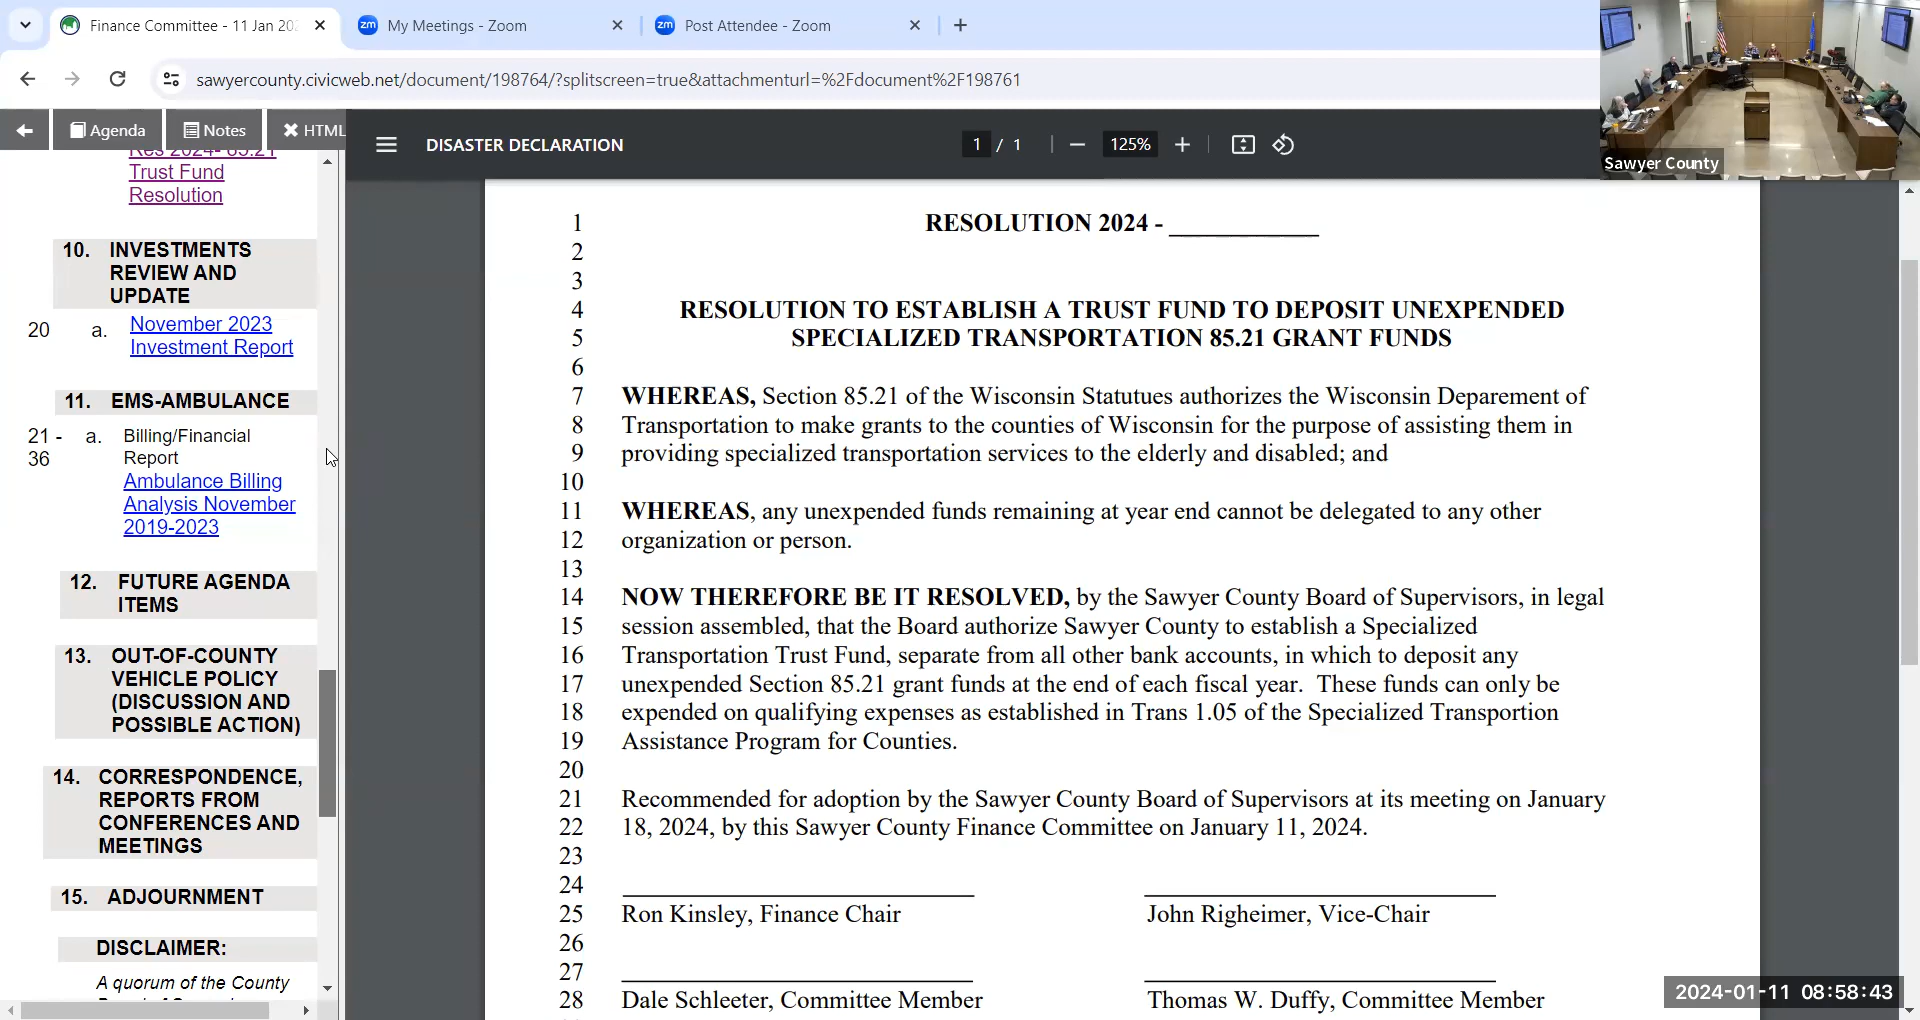 Finance Committee - 11 Jan 202
My Meetings - Zoom
Post Attendee - Zoom
sawyercounty.civicweb.net/document/198764/?splitscreen=true&attachmenturl=%2Fdocument%2F198761
Agenda
Notes
HTML
DISASTER DECLARATION
1 / 1
125%
Sawyer County
Res 2024- 85.21
Trust Fund
Resolution
10. INVESTMENTS
REVIEW AND
UPDATE
20 a. November 2023
Investment Report
11. EMS-AMBULANCE
21 - a. Billing/Financial
36 Report
Ambulance Billing
Analysis November
2019-2023
12. FUTURE AGENDA
ITEMS
13. OUT-OF-COUNTY
VEHICLE POLICY
(DISCUSSION AND
POSSIBLE ACTION)
14. CORRESPONDENCE,
REPORTS FROM
CONFERENCES AND
MEETINGS
15. ADJOURNMENT
DISCLAIMER:
A quorum of the County
1 RESOLUTION 2024 - ____________
2
3
4 RESOLUTION TO ESTABLISH A TRUST FUND TO DEPOSIT UNEXPENDED
5 SPECIALIZED TRANSPORTATION 85.21 GRANT FUNDS
6
7 WHEREAS, Section 85.21 of the Wisconsin Statutues authorizes the Wisconsin Deparement of
8 Transportation to make grants to the counties of Wisconsin for the purpose of assisting them in
9 providing specialized transportation services to the elderly and disabled; and
10
11 WHEREAS, any unexpended funds remaining at year end cannot be delegated to any other
12 organization or person.
13
14 NOW THEREFORE BE IT RESOLVED, by the Sawyer County Board of Supervisors, in legal
15 session assembled, that the Board authorize Sawyer County to establish a Specialized
16 Transportation Trust Fund, separate from all other bank accounts, in which to deposit any
17 unexpended Section 85.21 grant funds at the end of each fiscal year.  These funds can only be
18 expended on qualifying expenses as established in Trans 1.05 of the Specialized Transportion
19 Assistance Program for Counties.
20
21 Recommended for adoption by the Sawyer County Board of Supervisors at its meeting on January
22 18, 2024, by this Sawyer County Finance Committee on January 11, 2024.
23
24
25 Ron Kinsley, Finance Chair John Righeimer, Vice-Chair
26
27
28 Dale Schleeter, Committee Member Thomas W. Duffy, Committee Member
2024-01-11 08:58:43